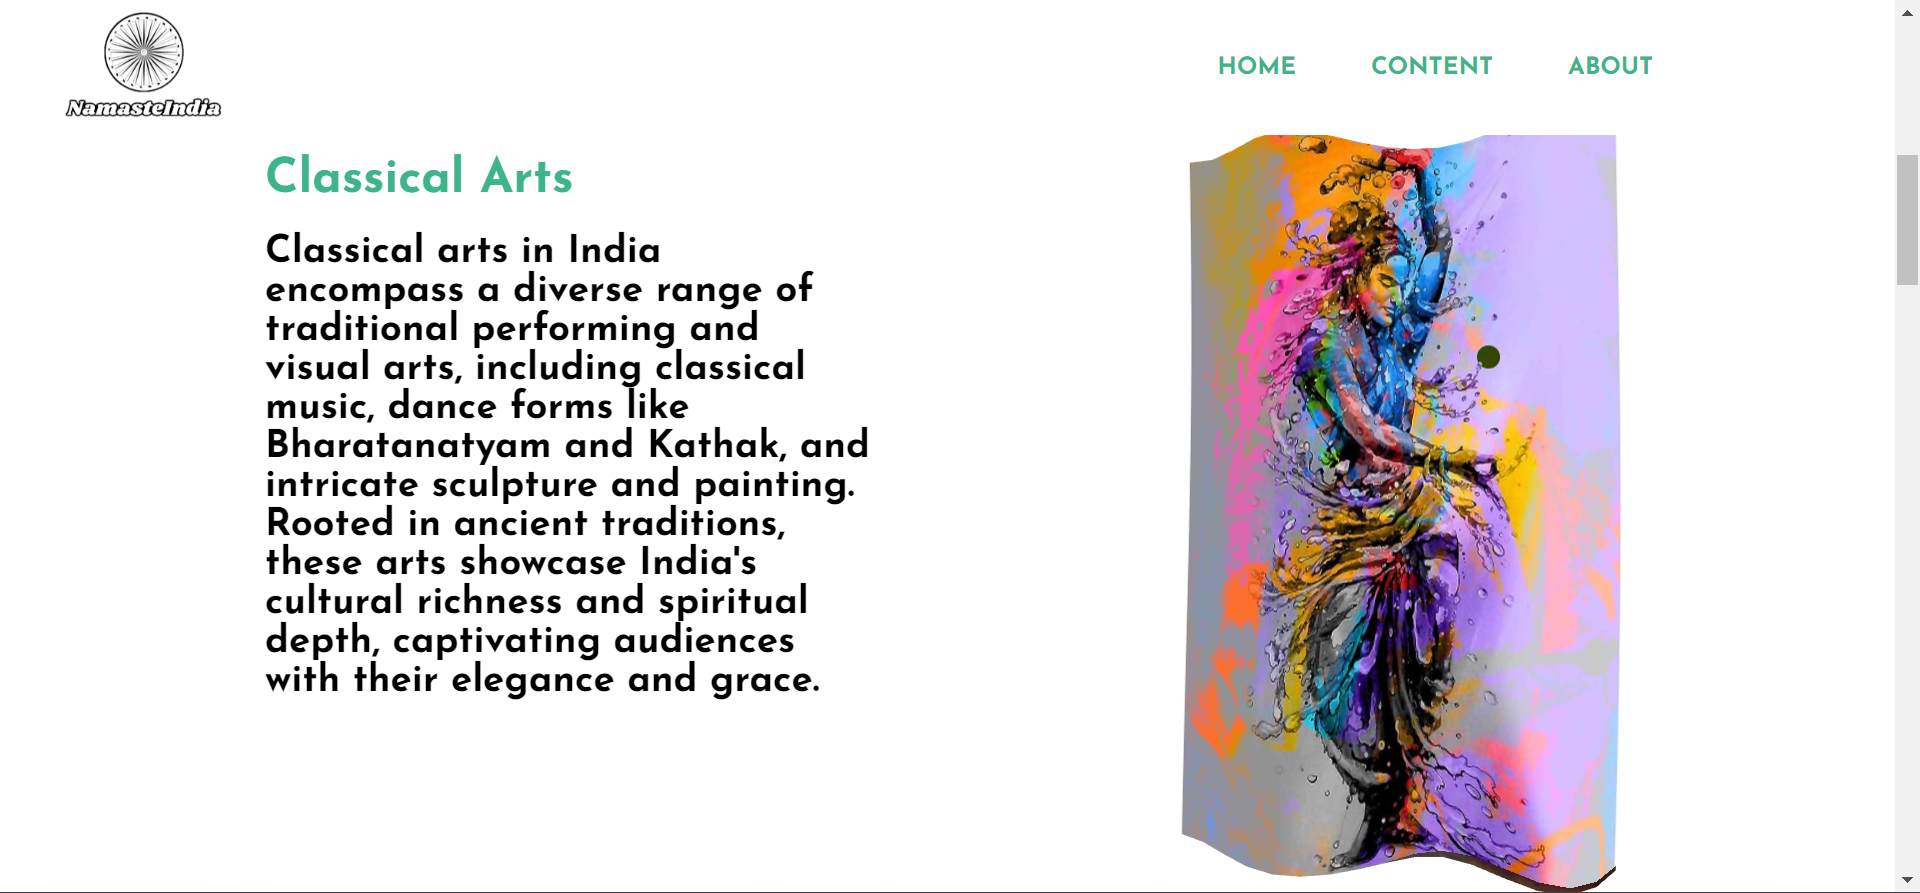 NamasteIndia
HOME CONTENT ABOUT
Classical Arts
Classical arts in India
encompass a diverse range of
traditional performing and
visual arts, including classical
music, dance forms like
Bharatanatyam and Kathak, and
intricate sculpture and painting.
Rooted in ancient traditions,
these arts showcase India's
cultural richness and spiritual
depth, captivating audiences
with their elegance and grace.